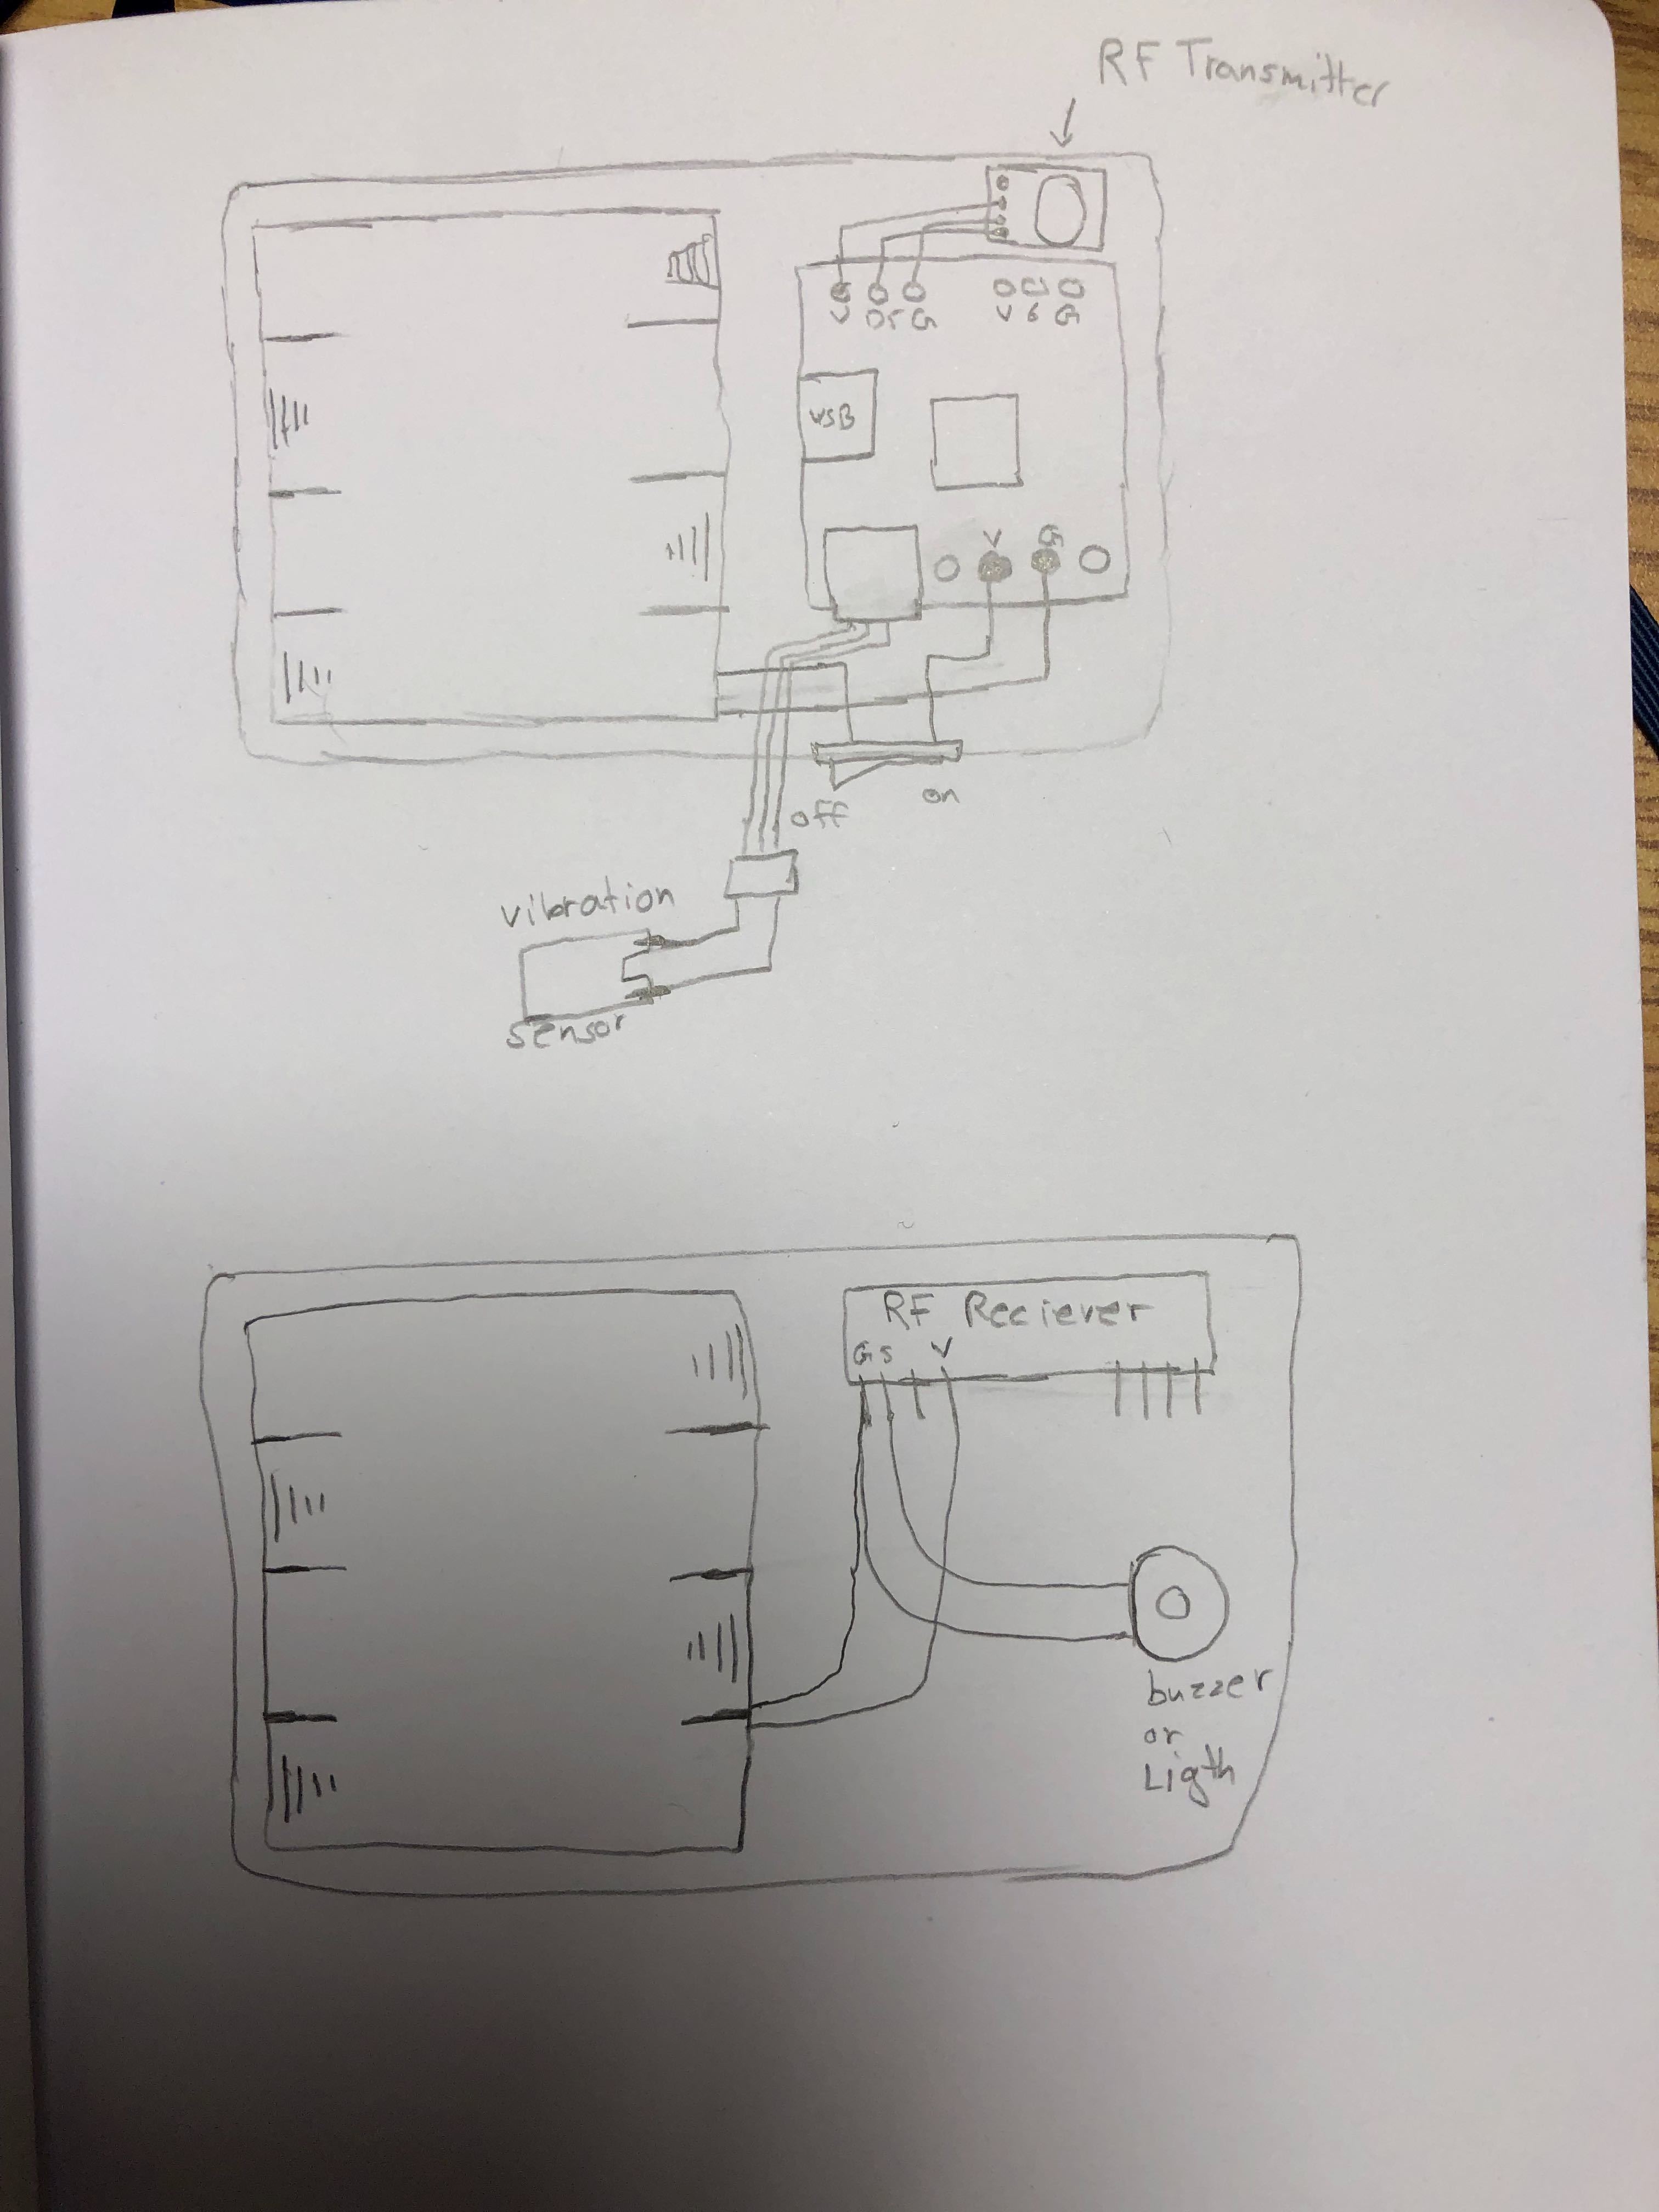 RF Transmitter
V D5 G V 6 G
USB
V G
off on
vibration
sensor
RF Reciever
G S V
buzzer
or
Ligth